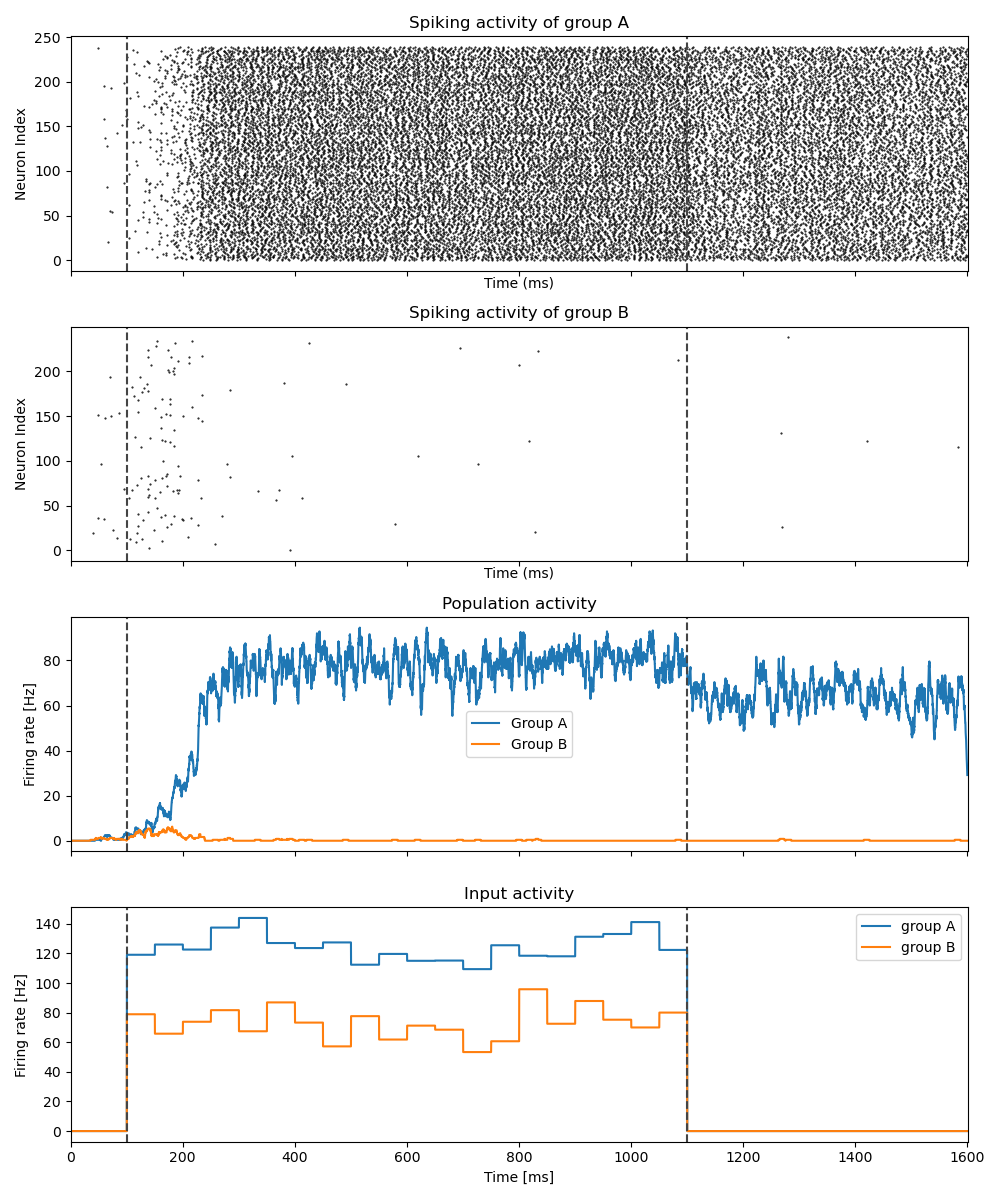 Spiking activity of group A
250
200
150
100
50
0
Neuron Index
Time (ms)
Spiking activity of group B
200
150
100
50
0
Neuron Index
Time (ms)
Population activity
80
60
40
20
0
Firing rate [Hz]
Group A
Group B
Input activity
140
120
100
80
60
40
20
0
Firing rate [Hz]
group A
group B
0 200 400 600 800 1000 1200 1400 1600
Time [ms]